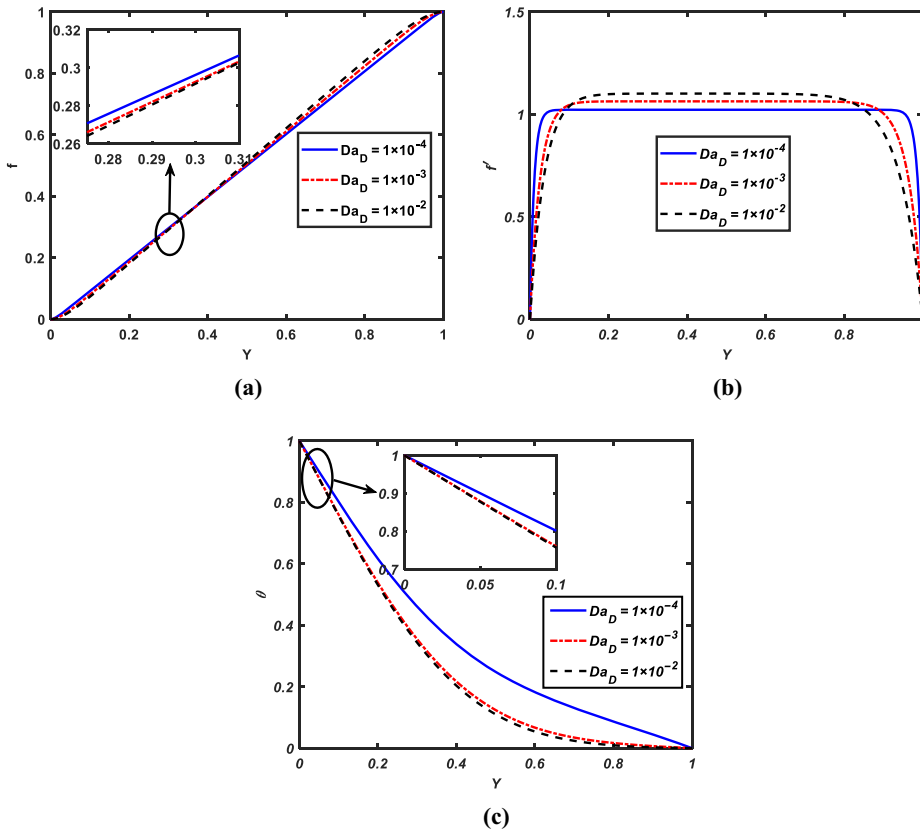 1
0.8
0.6
0.4
0.2
0
f
0.32
0.3
0.28
0.26
0.28 0.29 0.3 0.31
Da_D = 1×10^-4
Da_D = 1×10^-3
Da_D = 1×10^-2
0 0.2 0.4 0.6 0.8 1
Y
(a)
1.5
1
0.5
0
f'
Da_D = 1×10^-4
Da_D = 1×10^-3
Da_D = 1×10^-2
0 0.2 0.4 0.6 0.8
Y
(b)
1
0.8
0.6
0.4
0.2
0
θ
1
0.9
0.8
0.7
0 0.05 0.1
Da_D = 1×10^-4
Da_D = 1×10^-3
Da_D = 1×10^-2
0 0.2 0.4 0.6 0.8 1
Y
(c)